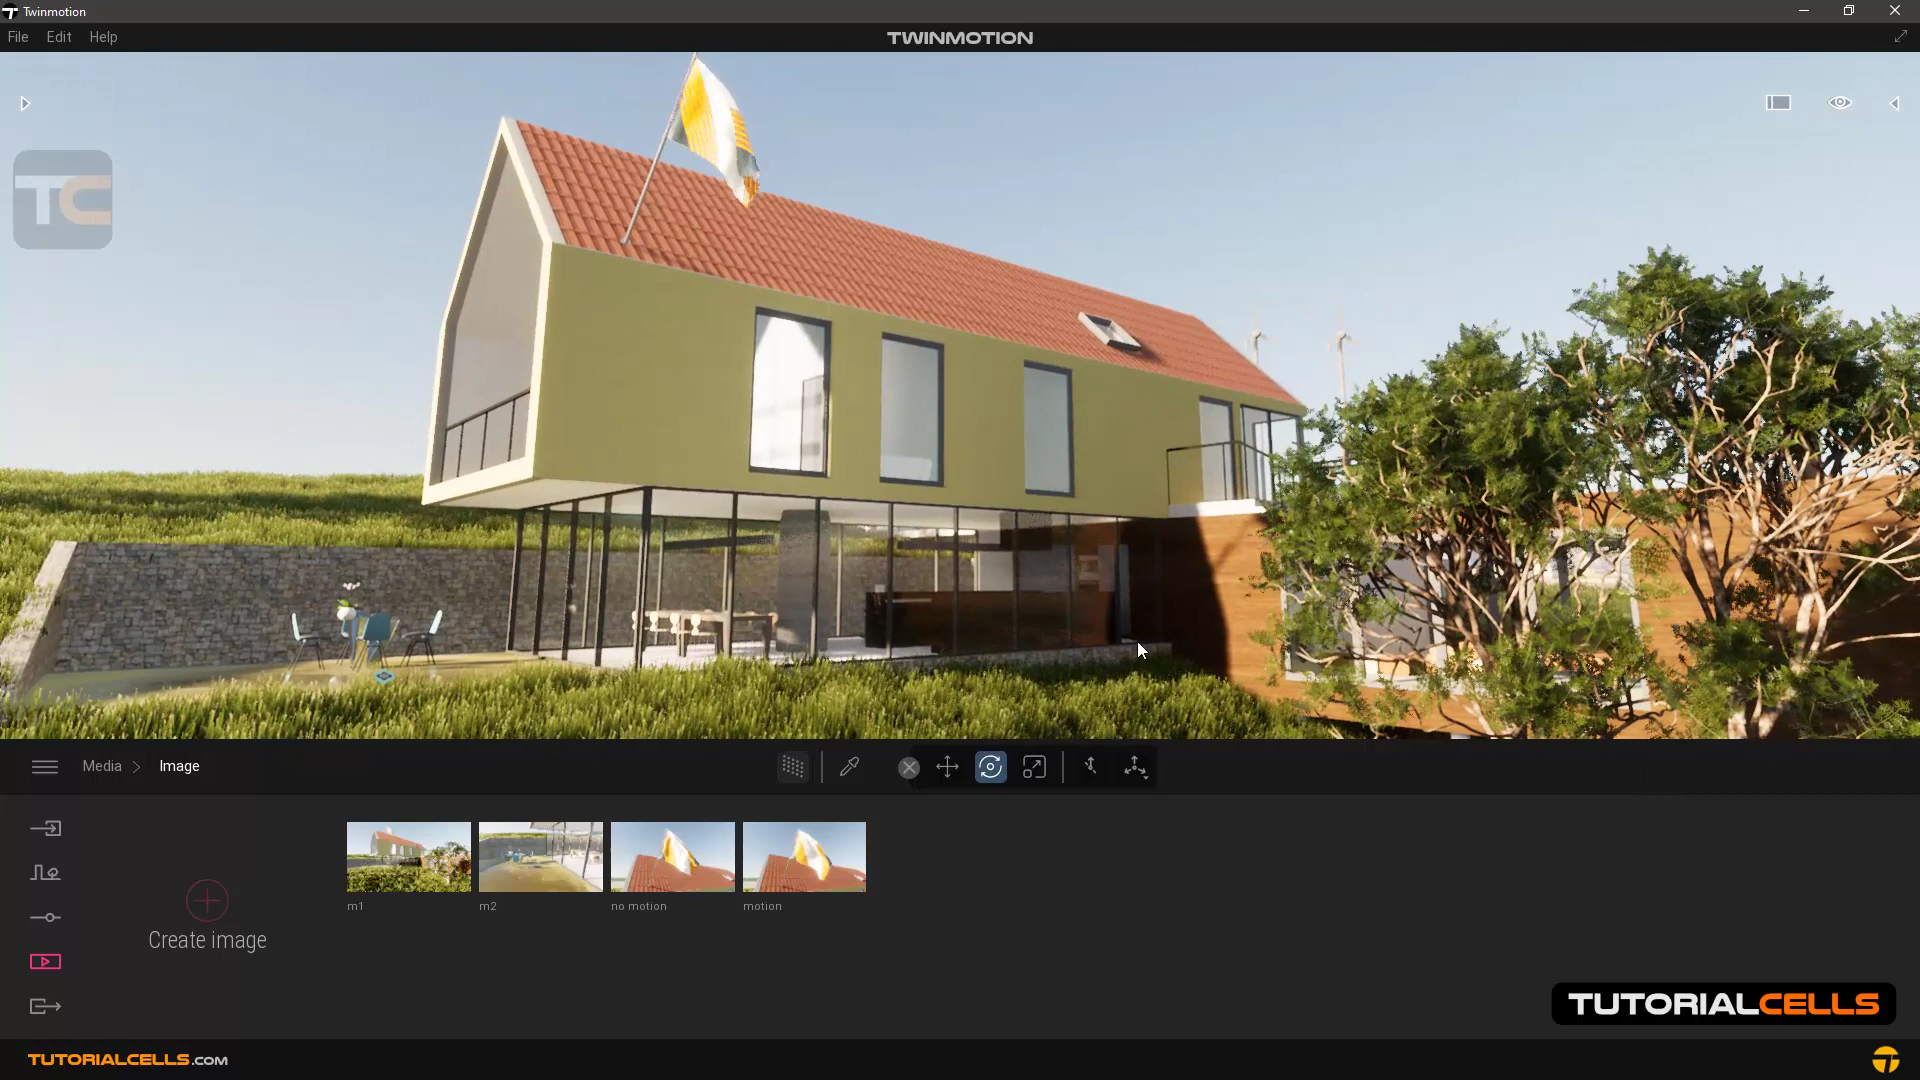 Twinmotion
File Edit Help
TWINMOTION
TC
Media Image
m1 m2 no motion motion
Create image
TUTORIALCELLS
TUTORIALCELLS.COM